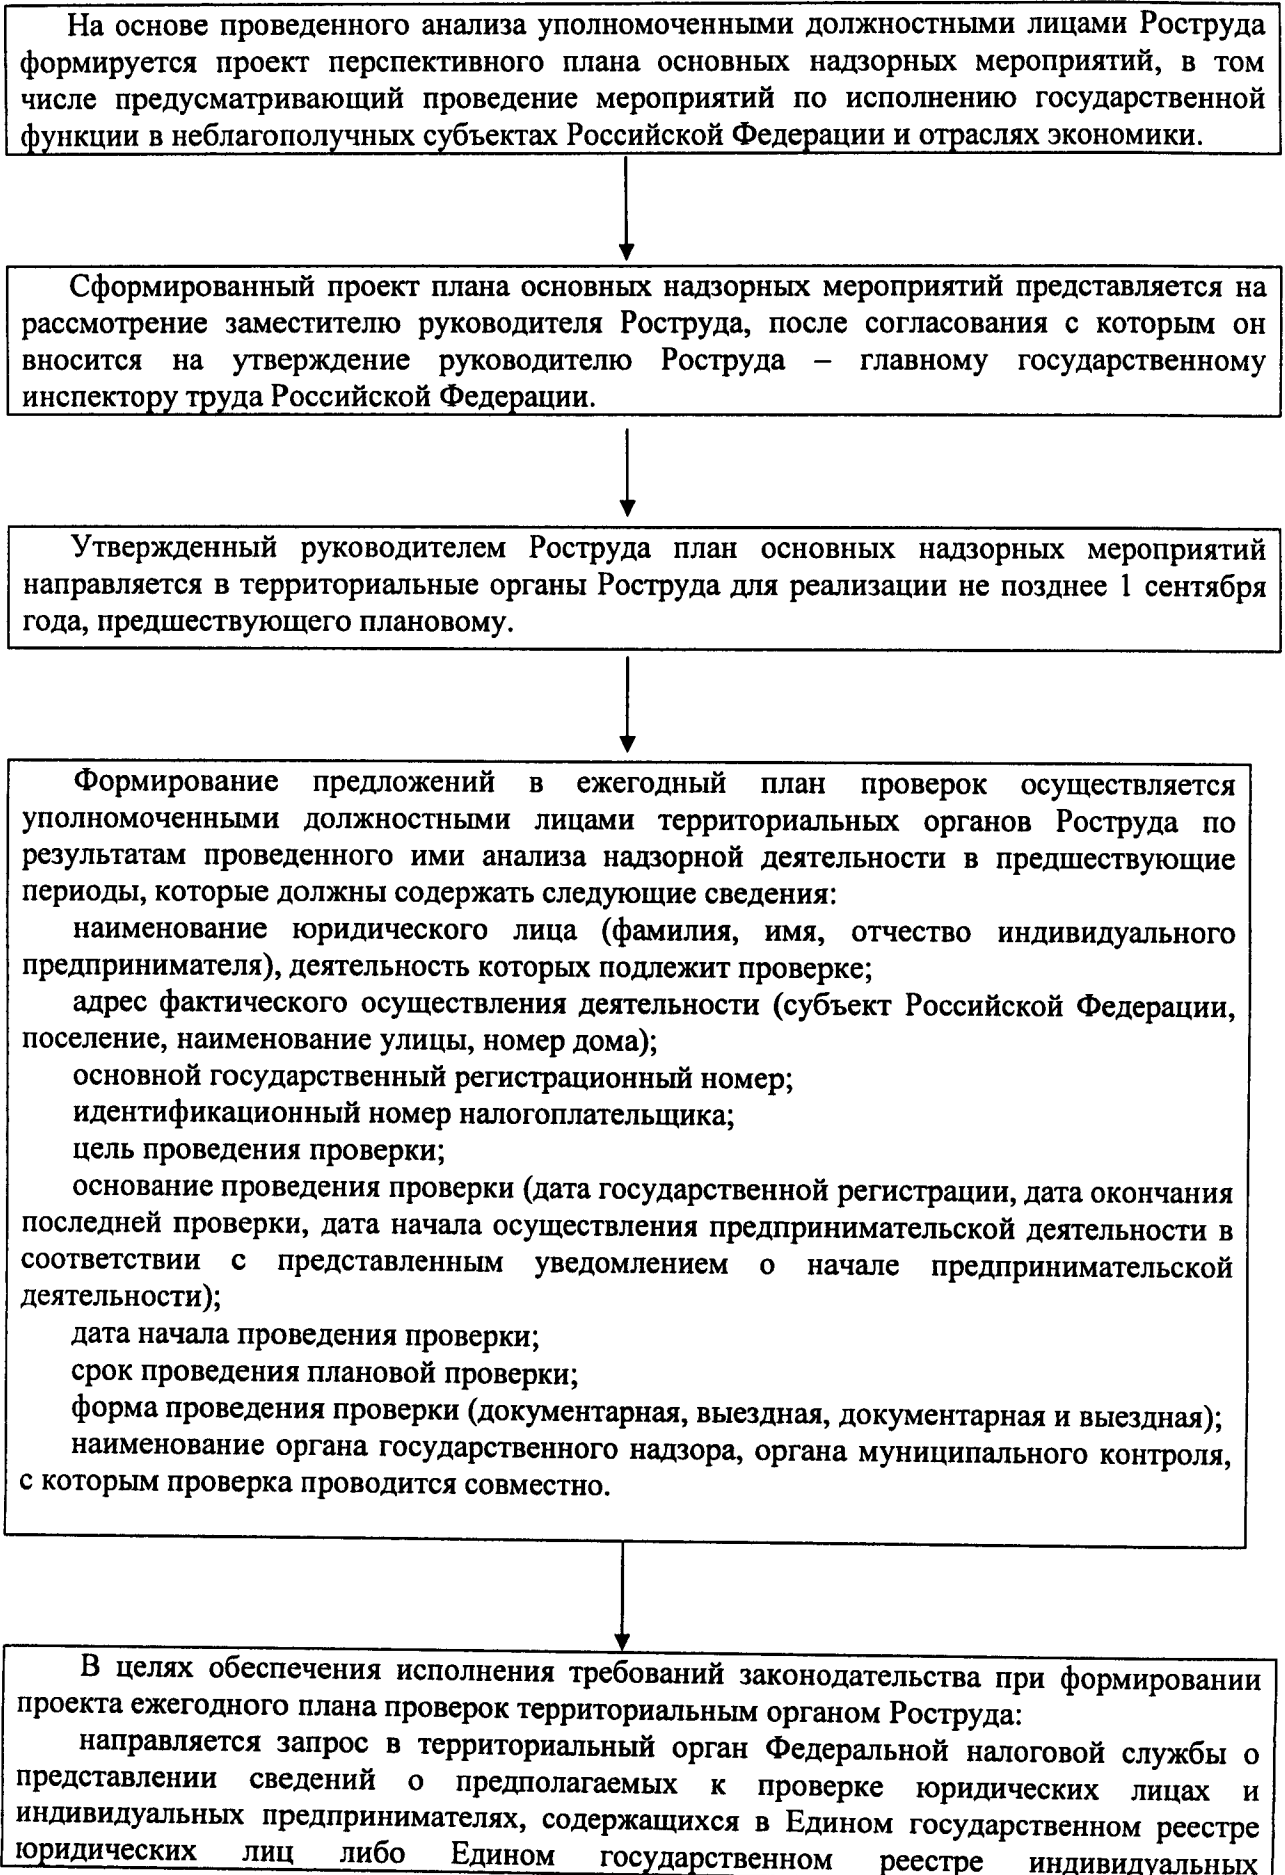 На основе проведенного анализа уполномоченными должностными лицами Роструда
формируется проект перспективного плана основных надзорных мероприятий, в том
числе предусматривающий проведение мероприятий по исполнению государственной
функции в неблагополучных субъектах Российской Федерации и отраслях экономики.
Сформированный проект плана основных надзорных мероприятий представляется на
рассмотрение заместителю руководителя Роструда, после согласования с которым он
вносится на утверждение руководителю Роструда – главному государственному
инспектору труда Российской Федерации.
Утвержденный руководителем Роструда план основных надзорных мероприятий
направляется в территориальные органы Роструда для реализации не позднее 1 сентября
года, предшествующего плановому.
Формирование предложений в ежегодный план проверок осуществляется
уполномоченными должностными лицами территориальных органов Роструда по
результатам проведенного ими анализа надзорной деятельности в предшествующие
периоды, которые должны содержать следующие сведения:
наименование юридического лица (фамилия, имя, отчество индивидуального
предпринимателя), деятельность которых подлежит проверке;
адрес фактического осуществления деятельности (субъект Российской Федерации,
поселение, наименование улицы, номер дома);
основной государственный регистрационный номер;
идентификационный номер налогоплательщика;
цель проведения проверки;
основание проведения проверки (дата государственной регистрации, дата окончания
последней проверки, дата начала осуществления предпринимательской деятельности в
соответствии с представленным уведомлением о начале предпринимательской
деятельности);
дата начала проведения проверки;
срок проведения плановой проверки;
форма проведения проверки (документарная, выездная, документарная и выездная);
наименование органа государственного надзора, органа муниципального контроля,
с которым проверка проводится совместно.
В целях обеспечения исполнения требований законодательства при формировании
проекта ежегодного плана проверок территориальным органом Роструда:
направляется запрос в территориальный орган Федеральной налоговой службы о
представлении сведений о предполагаемых к проверке юридических лицах и
индивидуальных предпринимателях, содержащихся в Едином государственном реестре
юридических лиц либо Едином государственном реестре индивидуальных